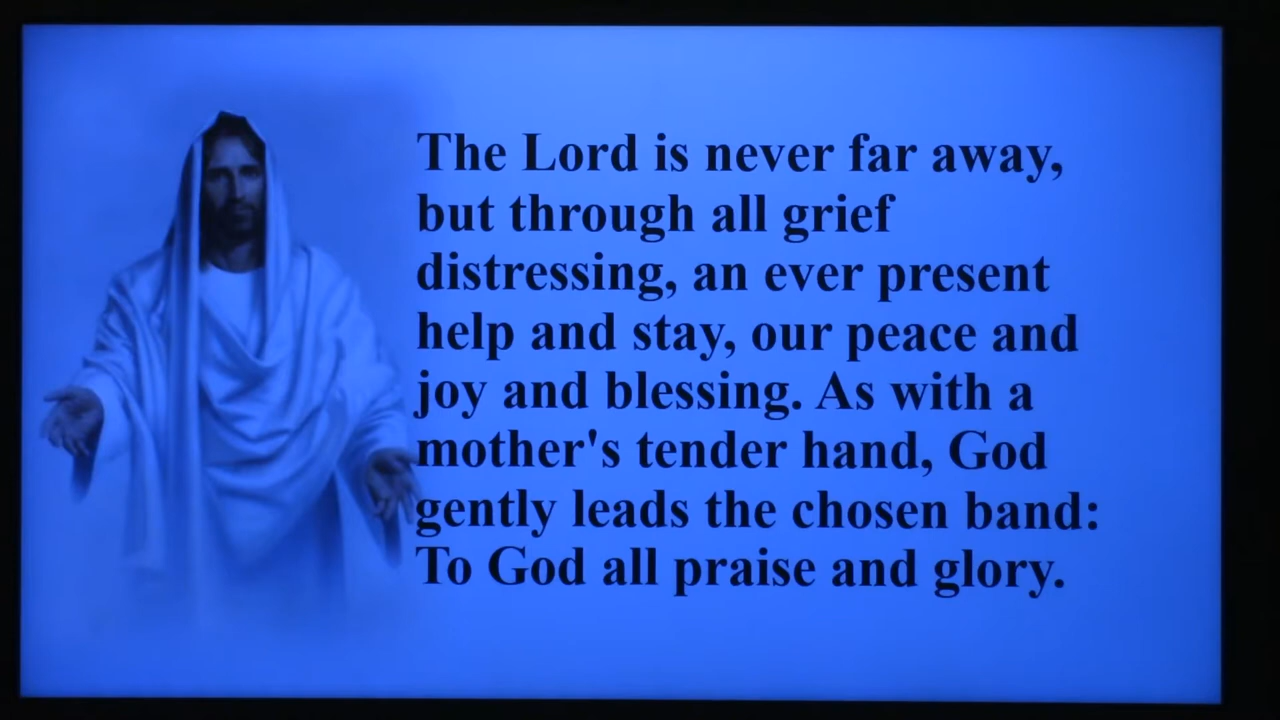 The Lord is never far away,
but through all grief
distressing, an ever present
help and stay, our peace and
joy and blessing. As with a
mother's tender hand, God
gently leads the chosen band:
To God all praise and glory.